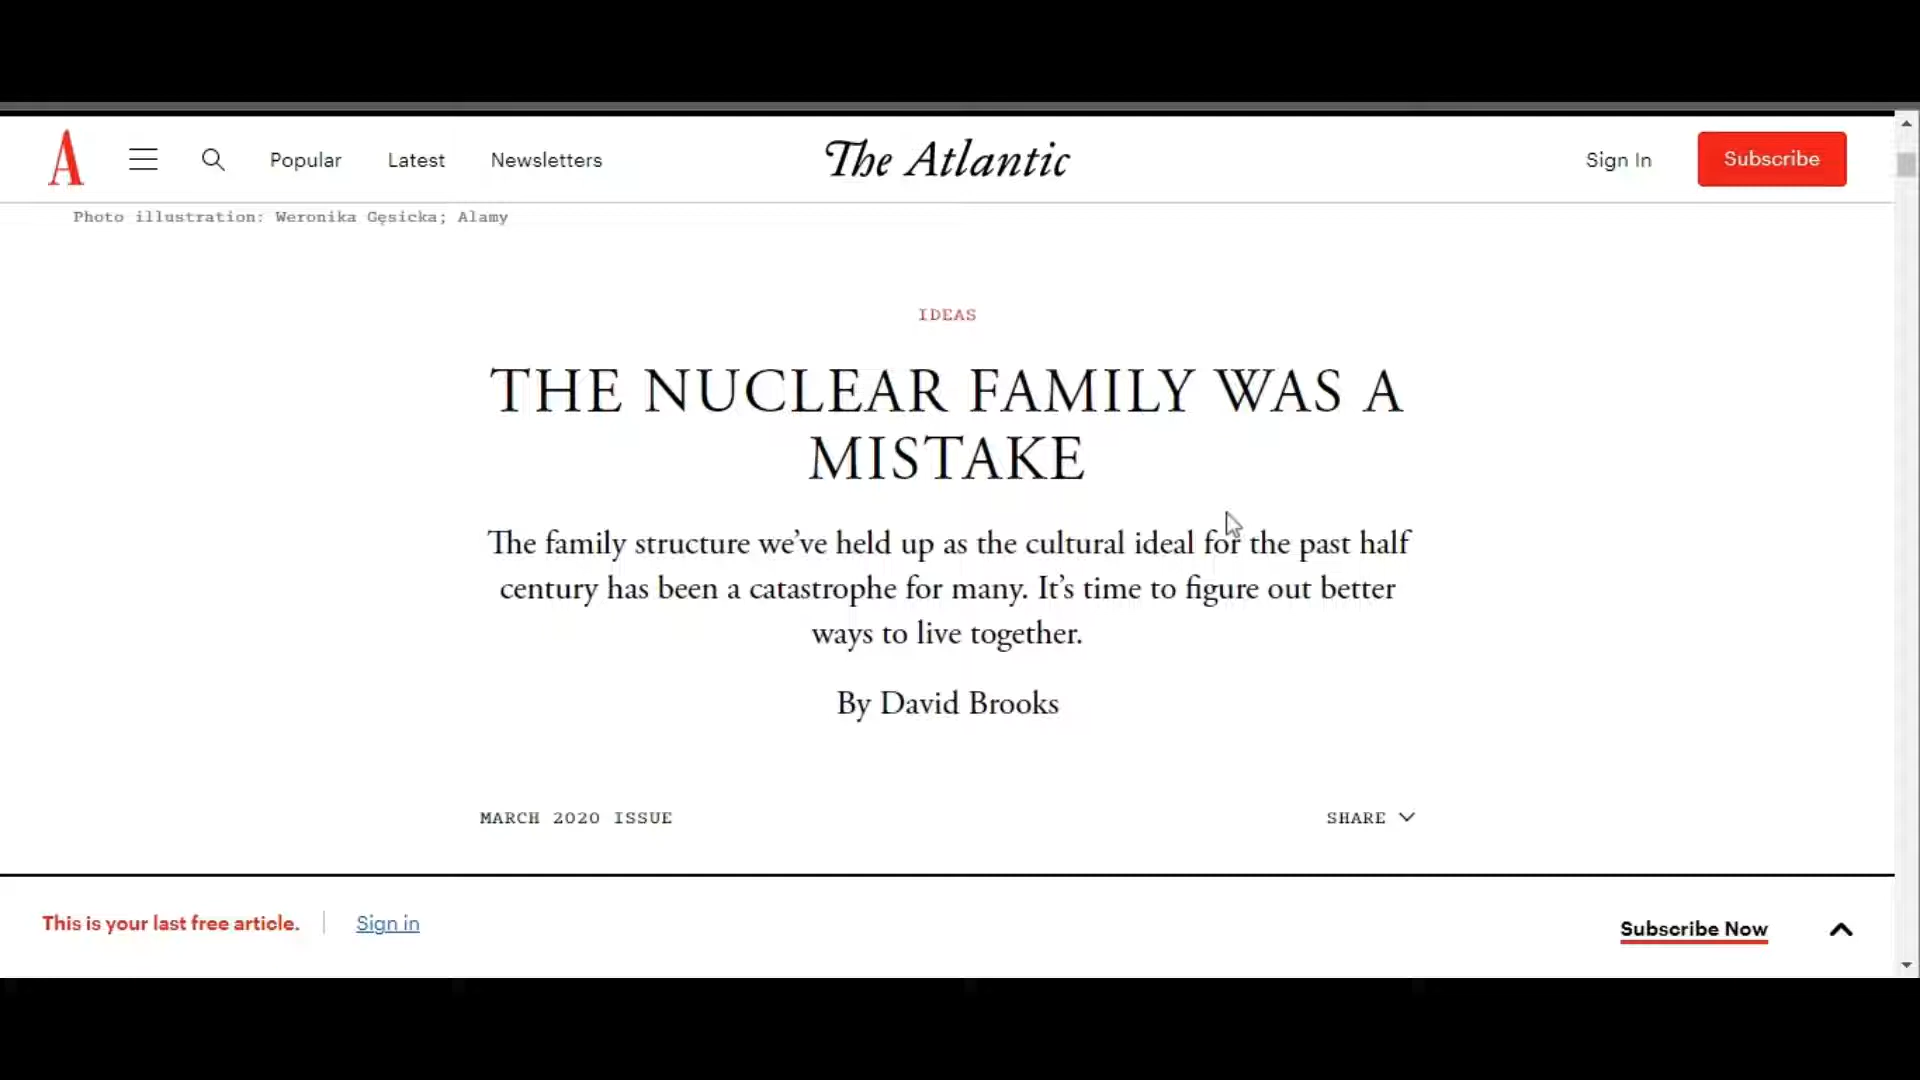 A
Popular
Latest
Newsletters
The Atlantic
Sign In
Subscribe
Photo illustration: Weronika Gęsicka; Alamy
IDEAS
THE NUCLEAR FAMILY WAS A
MISTAKE
The family structure we’ve held up as the cultural ideal for the past half
century has been a catastrophe for many. It’s time to figure out better
ways to live together.
By David Brooks
MARCH 2020 ISSUE
SHARE
This is your last free article.
Sign in
Subscribe Now